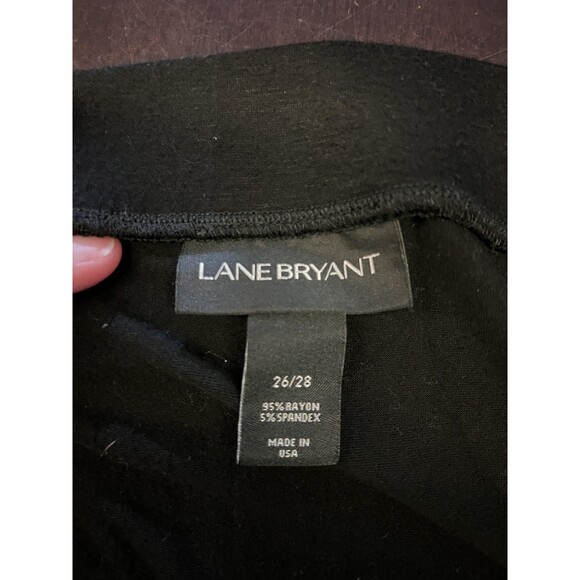 LANE BRYANT
26/28
95% RAYON
5% SPANDEX
MADE IN
USA